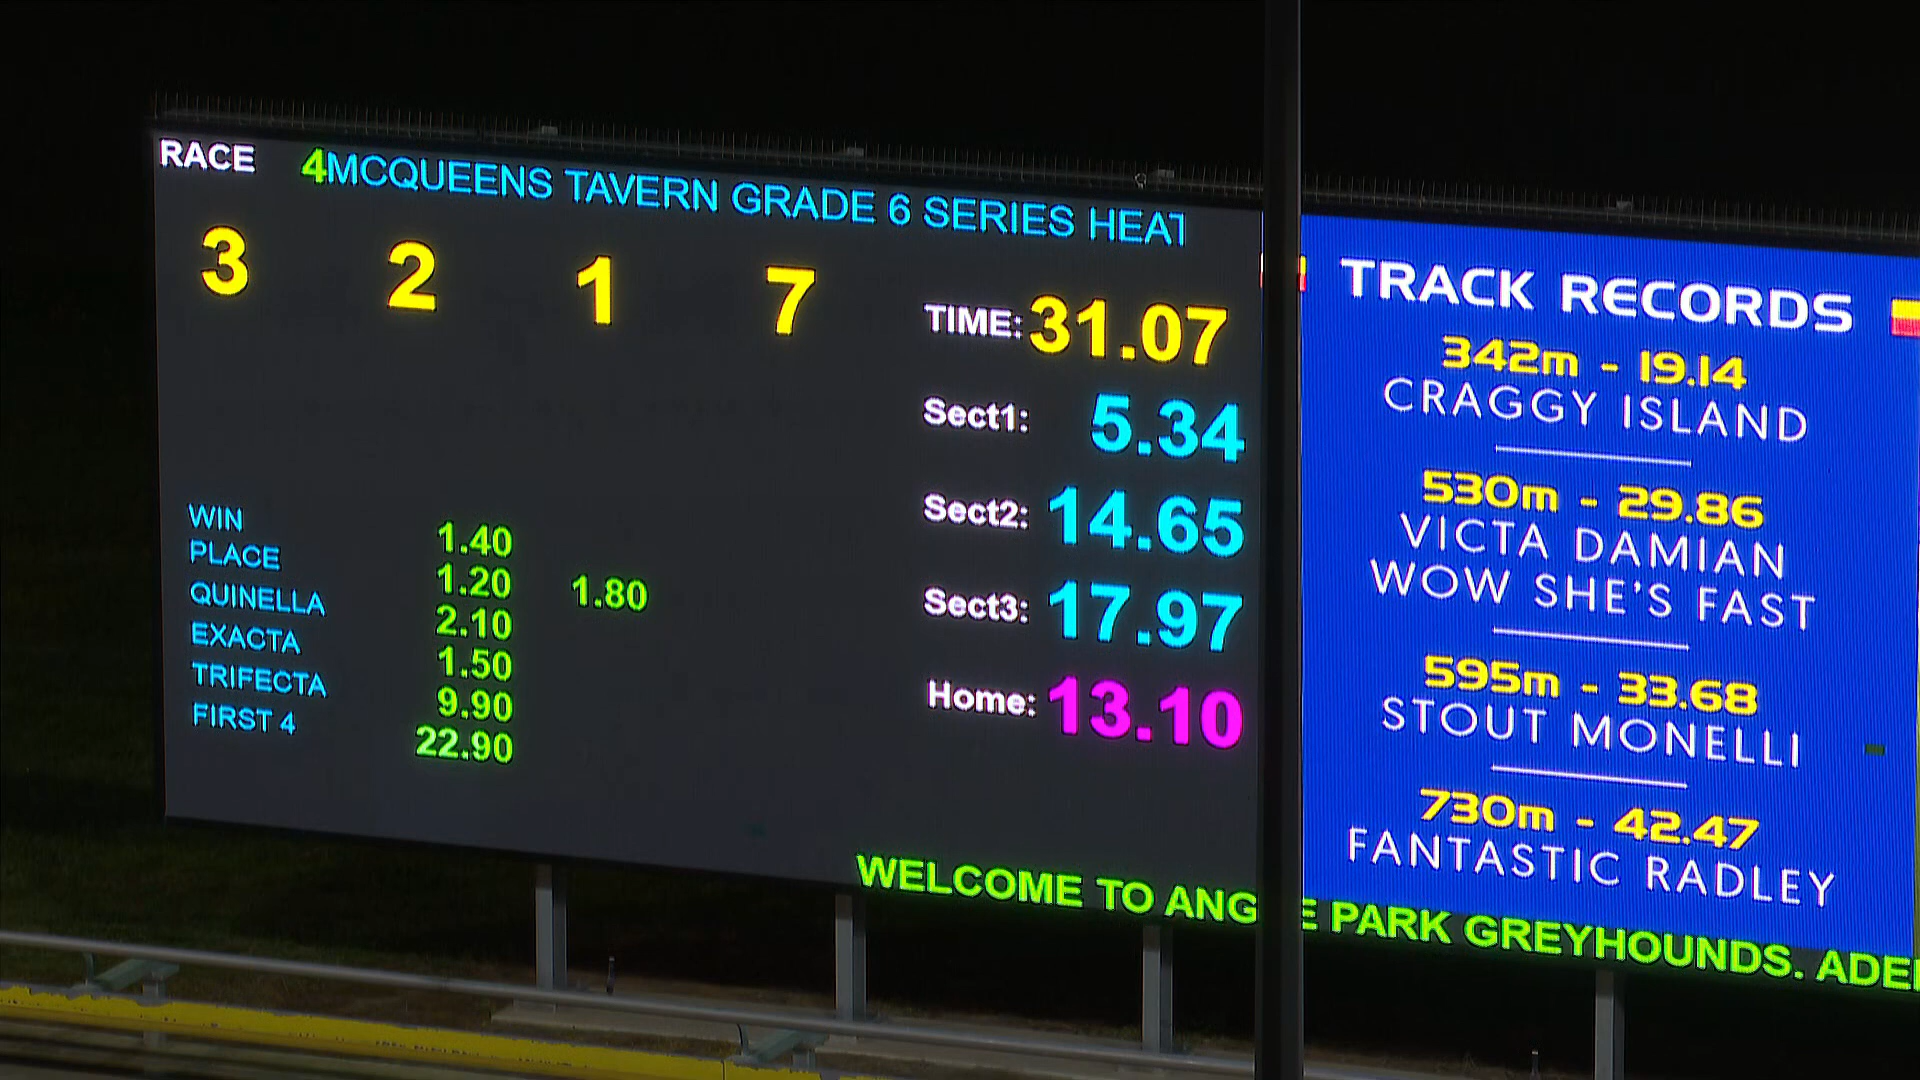 RACE 4MCQUEENS TAVERN GRADE 6 SERIES HEAT
3 2 1 7
TIME: 31.07
Sect1: 5.34
Sect2: 14.65
Sect3: 17.97
Home: 13.10
WIN 1.40
PLACE 1.20 1.80
QUINELLA 2.10
EXACTA 1.50
TRIFECTA 9.90
FIRST 4 22.90
TRACK RECORDS
342m - 19.14
CRAGGY ISLAND
530m - 29.86
VICTA DAMIAN
WOW SHE'S FAST
595m - 33.68
STOUT MONELLI
730m - 42.47
FANTASTIC RADLEY
WELCOME TO ANG E PARK GREYHOUNDS. ADE